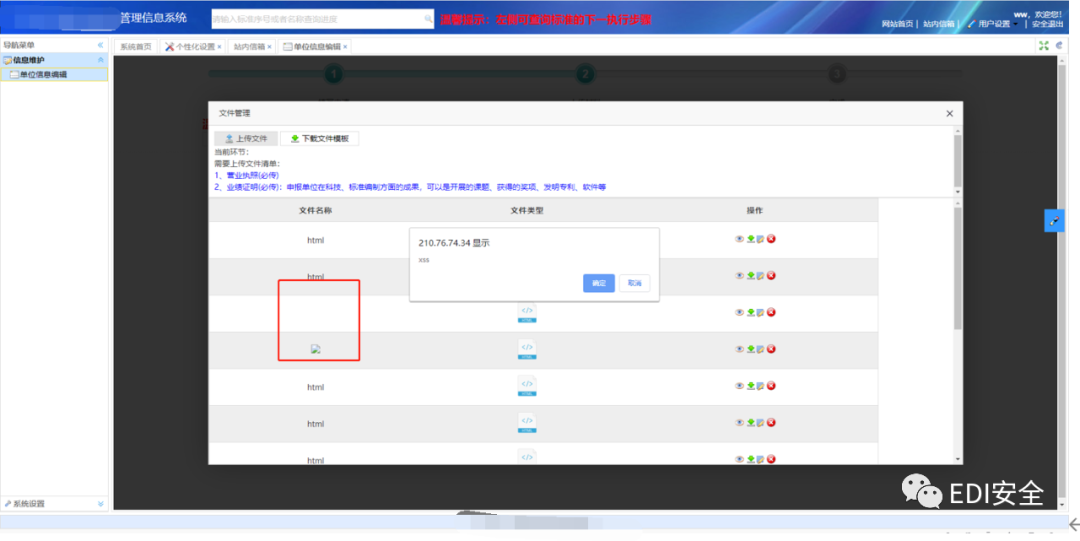 管理信息系统
请输入标准序号或者名称查询进度
温馨提示：左侧可查询标准的下一执行步骤
ww，欢迎您!
网站首页 | 站内信箱 | 用户设置 | 安全退出
导航菜单
系统首页 个性化设置 × 站内信箱 × 单位信息编辑 ×
信息维护
单位信息编辑
1 2 3
文件管理
上传文件 下载文件模板
当前环节：
需要上传文件清单：
1、营业执照(必传)
2、业绩证明(必传)：申报单位在科技、标准编制方面的成果，可以是开展的课题、获得的奖项、发明专利、软件等
文件名称 文件类型 操作
html
210.76.74.34 显示
xss
html
确定 取消
html
html
html
系统设置
EDI安全